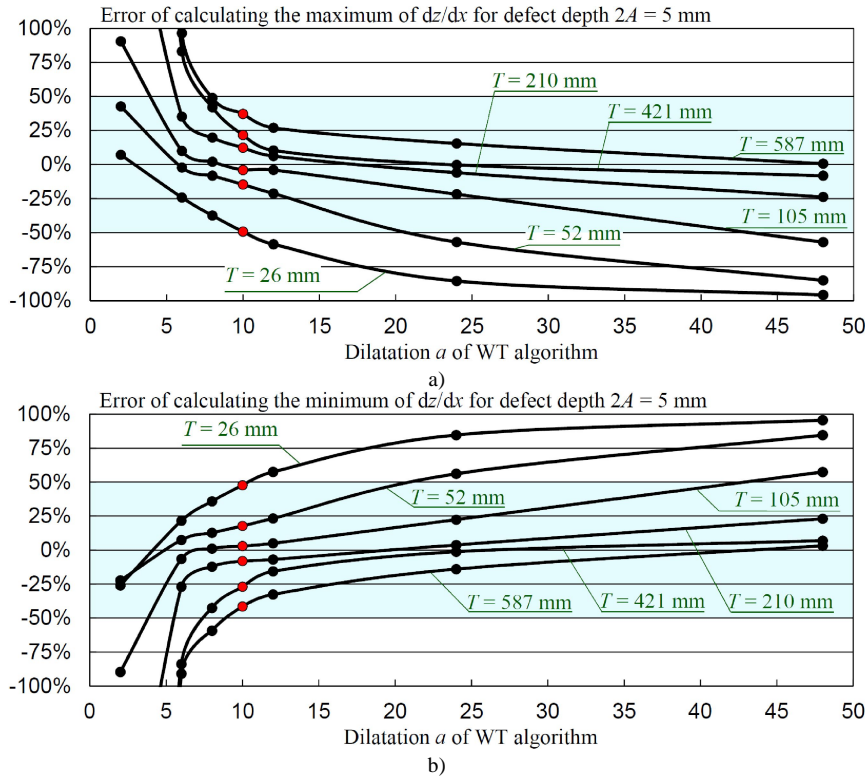 Error of calculating the maximum of dz/dx for defect depth 2A = 5 mm
100%
75%
50%
25%
0%
-25%
-50%
-75%
-100%
T = 210 mm
T = 421 mm
T = 587 mm
T = 105 mm
T = 52 mm
T = 26 mm
0 5 10 15 20 25 30 35 40 45 50
Dilatation a of WT algorithm
a)
Error of calculating the minimum of dz/dx for defect depth 2A = 5 mm
100%
75%
50%
25%
0%
-25%
-50%
-75%
-100%
T = 26 mm
T = 52 mm
T = 105 mm
T = 587 mm
T = 421 mm
T = 210 mm
0 5 10 15 20 25 30 35 40 45 50
Dilatation a of WT algorithm
b)